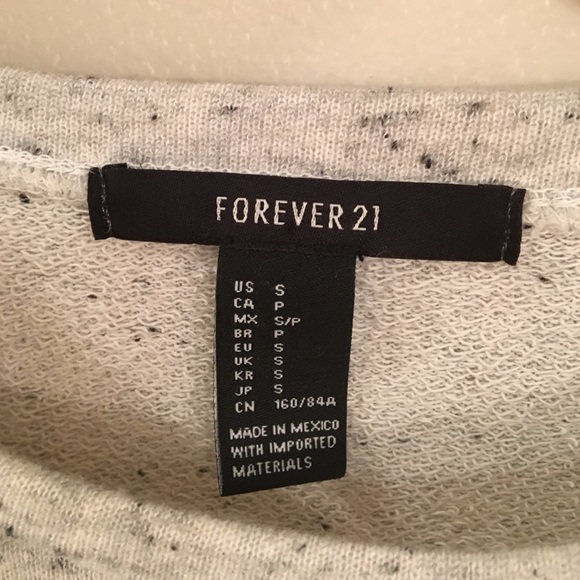 FOREVER 21
US S
CA P
MX S/P
BR P
EU S
UK S
KR S
JP S
CN 160/84A
MADE IN MEXICO
WITH IMPORTED
MATERIALS